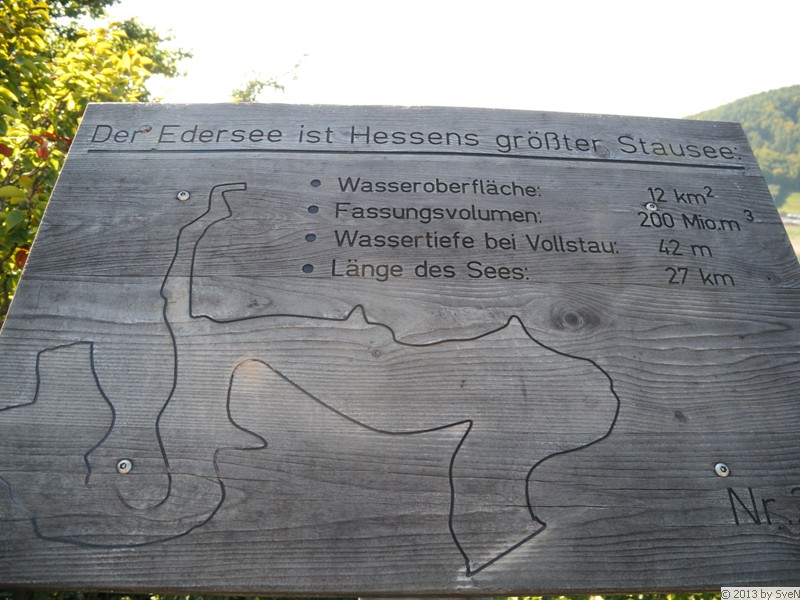 Der Edersee ist Hessens größter Stausee:
Wasseroberfläche: 12 km²
Fassungsvolumen: 200 Mio.m³
Wassertiefe bei Vollstau: 42 m
Länge des Sees: 27 km
Nr.
© 2013 by SveN